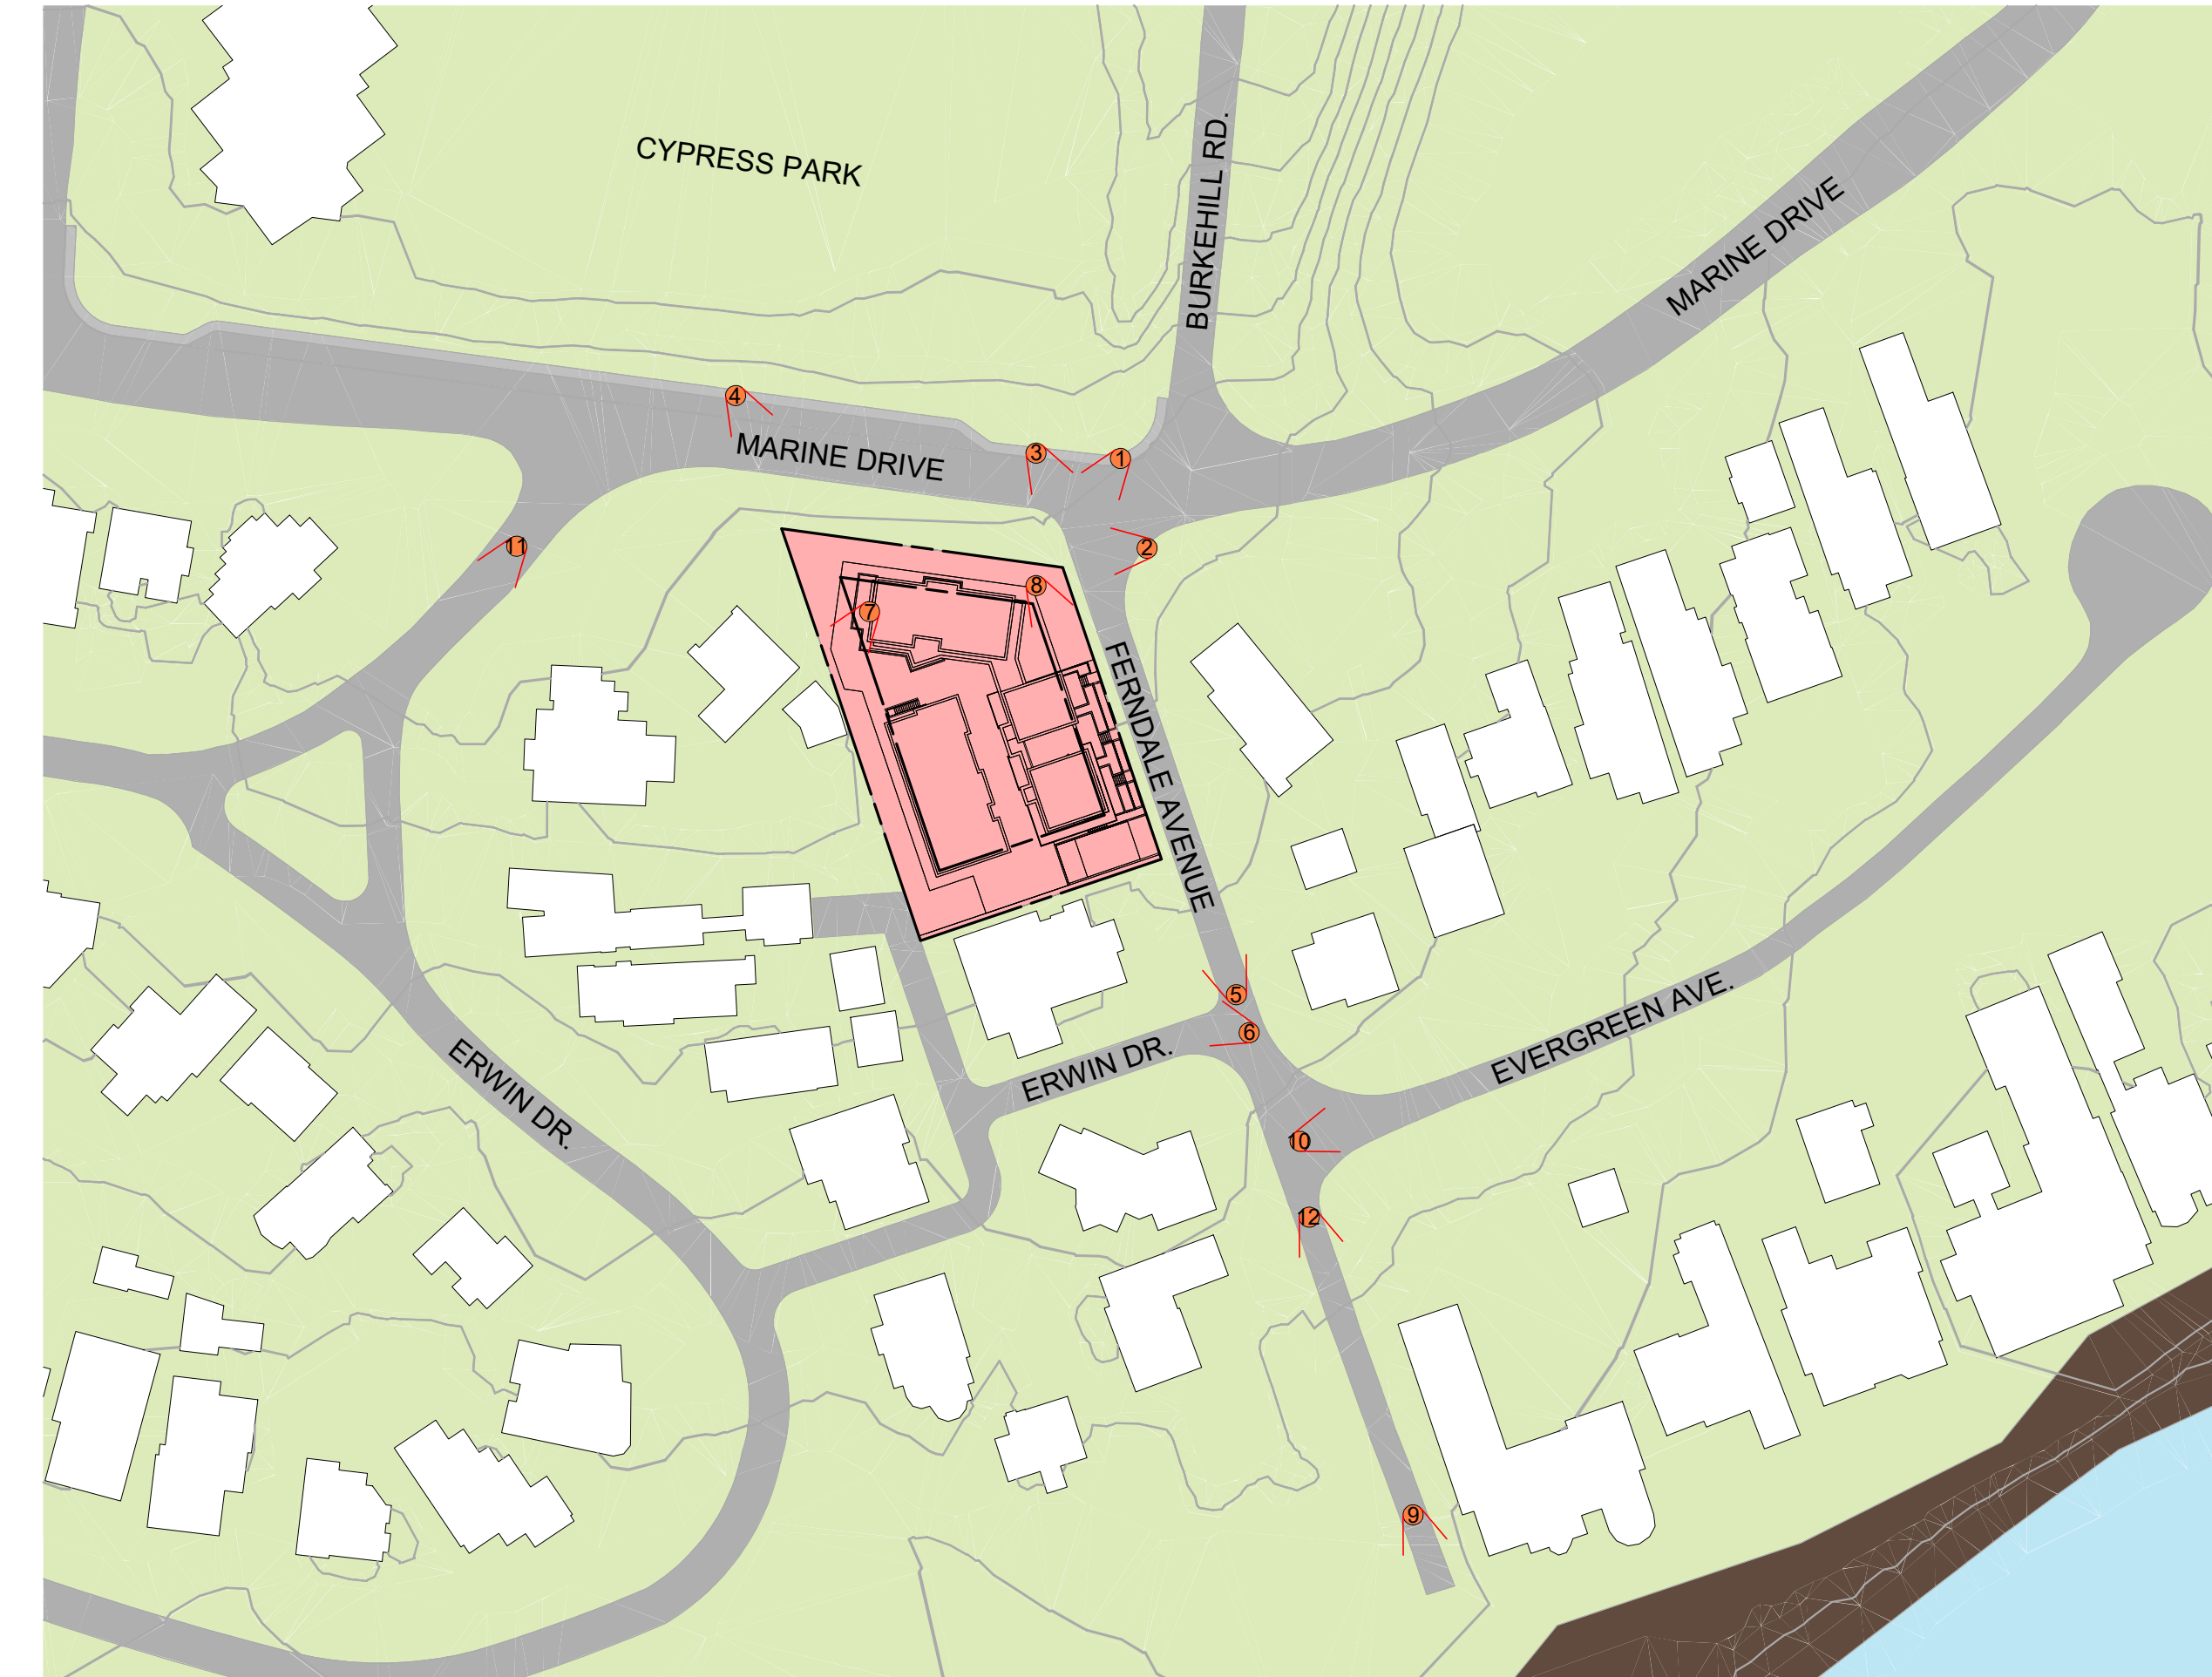 CYPRESS PARK
BURKEHILL RD.
MARINE DRIVE
4
MARINE DRIVE
3
1
11
2
8
7
FERNDALE AVENUE
5
6
ERWIN DR.
ERWIN DR.
EVERGREEN AVE.
10
12
9